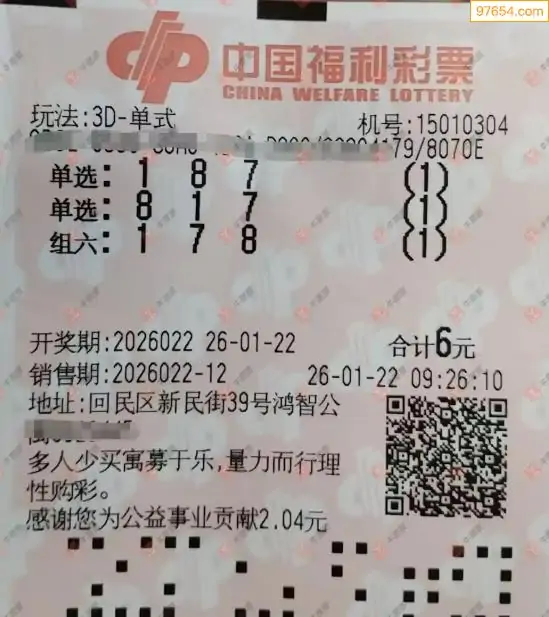 97654.com
中国福利彩票
CHINA WELFARE LOTTERY
玩法:3D-单式 机号:15010304
179/8070E
单选: 1 8 7 (1)
单选: 8 1 7 (1)
组六: 1 7 8 (1)
开奖期:2026022 26-01-22 合计6元
销售期:2026022-12 26-01-22 09:26:10
地址:回民区新民街39号鸿智公
多人少买寓募于乐,量力而行理
性购彩。
感谢您为公益事业贡献2.04元